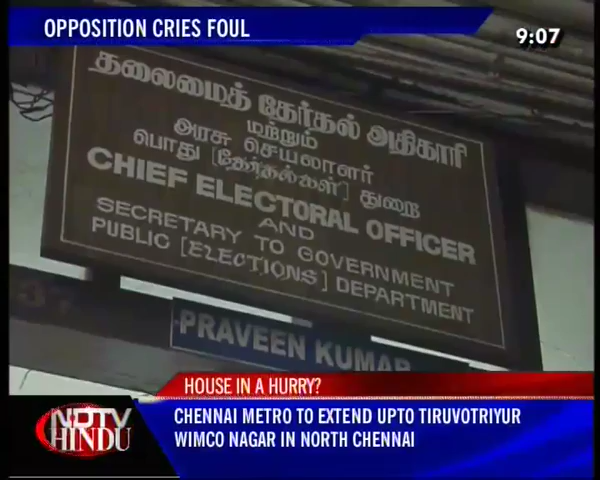 OPPOSITION CRIES FOUL
9:07
தலைமைத் தேர்தல் அதிகாரி
மற்றும்
அரசு செயலாளர்
பொது [தேர்தல்கள்] துறை
CHIEF ELECTORAL OFFICER
AND
SECRETARY TO GOVERNMENT
PUBLIC [ELECTIONS] DEPARTMENT
PRAVEEN KUMAR
HOUSE IN A HURRY?
NDTV
HINDU
CHENNAI METRO TO EXTEND UPTO TIRUVOTRIYUR
WIMCO NAGAR IN NORTH CHENNAI